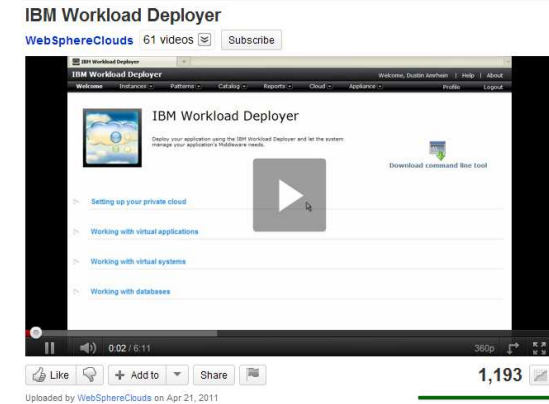 IBM Workload Deployer
WebSphereClouds 61 videos Subscribe
IBM Workload Deployer
IBM Workload Deployer Welcome, Dustin Amrhein | Help | About
Welcome Instances Patterns Catalog Reports Cloud Appliance Profile Logout
IBM Workload Deployer
Deploy your application using the IBM Workload Deployer and let the system
manage your application's Middleware needs.
Download command line tool
Setting up your private cloud
Working with virtual applications
Working with virtual systems
Working with databases
0:02 / 6:11 360p
Like + Add to Share 1,193
Uploaded by WebSphereClouds on Apr 21, 2011